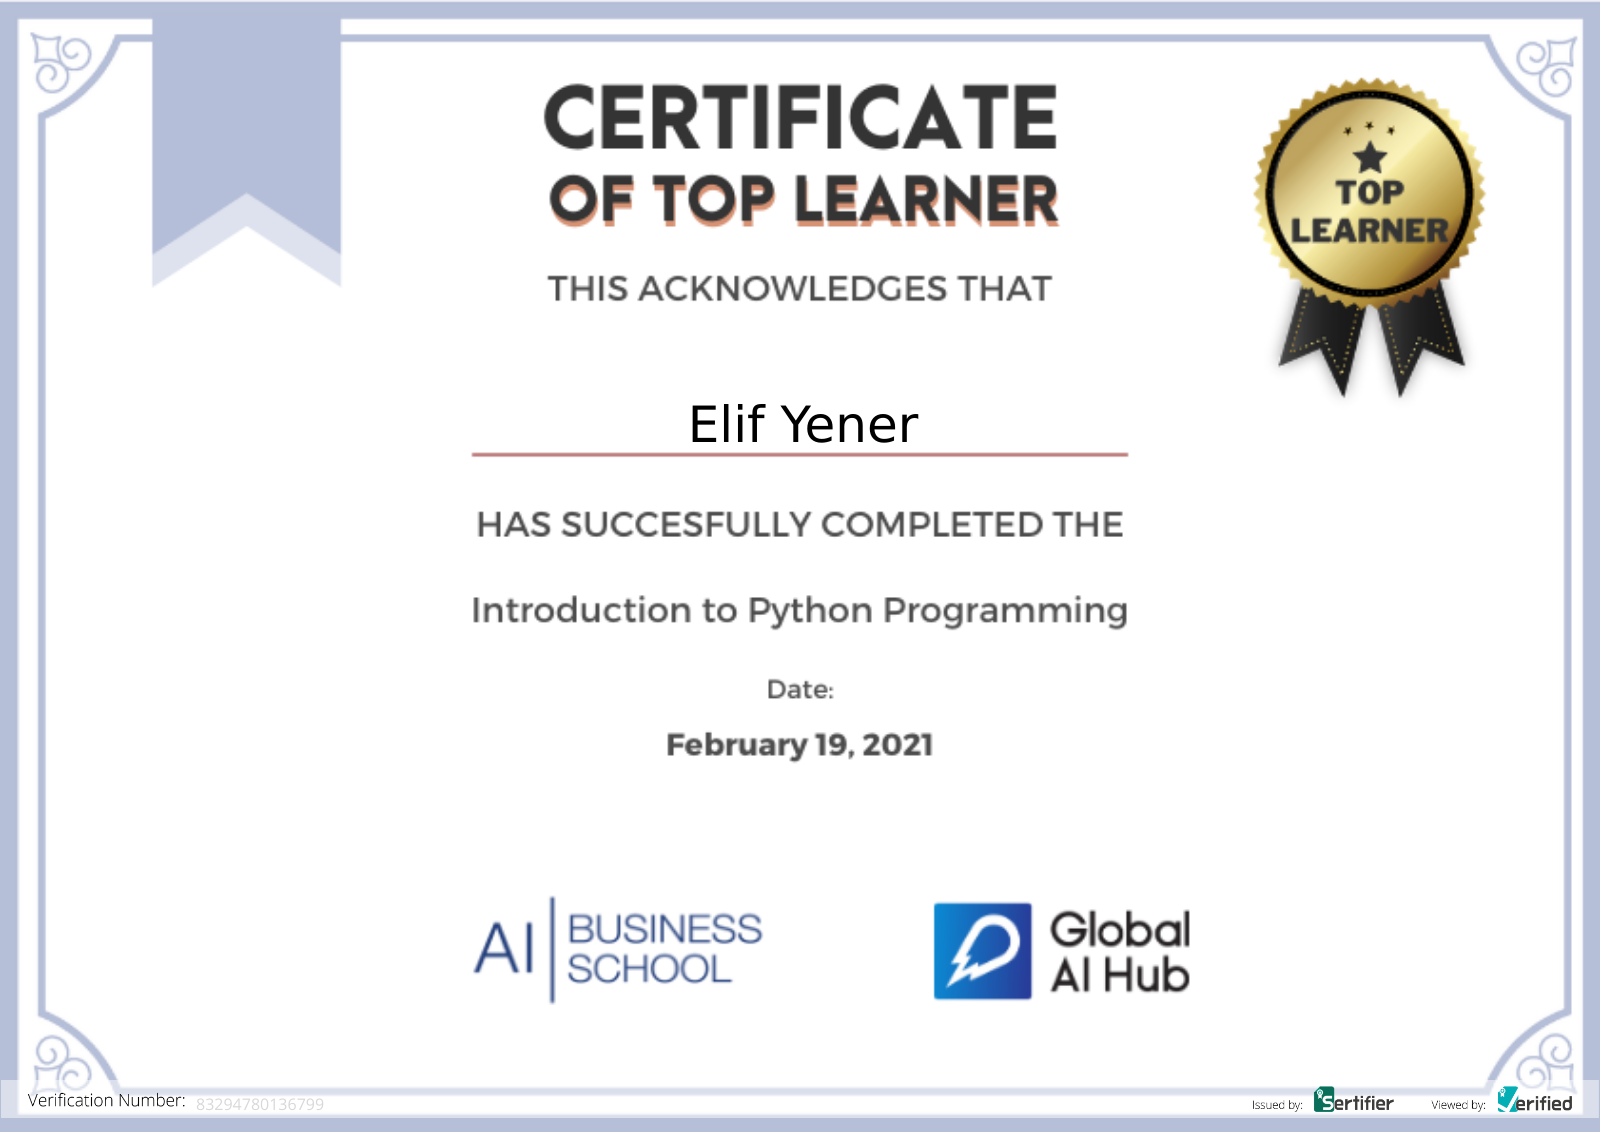 CERTIFICATE
OF TOP LEARNER
TOP
LEARNER
THIS ACKNOWLEDGES THAT
Elif Yener
HAS SUCCESFULLY COMPLETED THE
Introduction to Python Programming
Date:
February 19, 2021
AI BUSINESS
SCHOOL
Global
AI Hub
Verification Number: 83294780136799
Issued by: Sertifier Viewed by: Verified